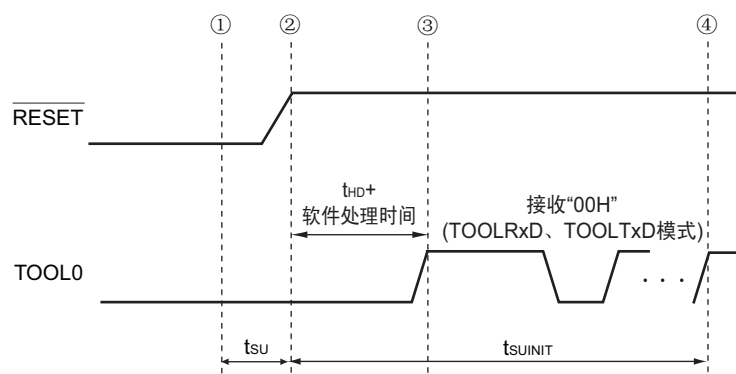 ① ② ③ ④
RESET
tHD+
软件处理时间
接收“00H”
(TOOLRxD、TOOLTxD模式)
TOOL0
· · ·
tSU
tSUINIT